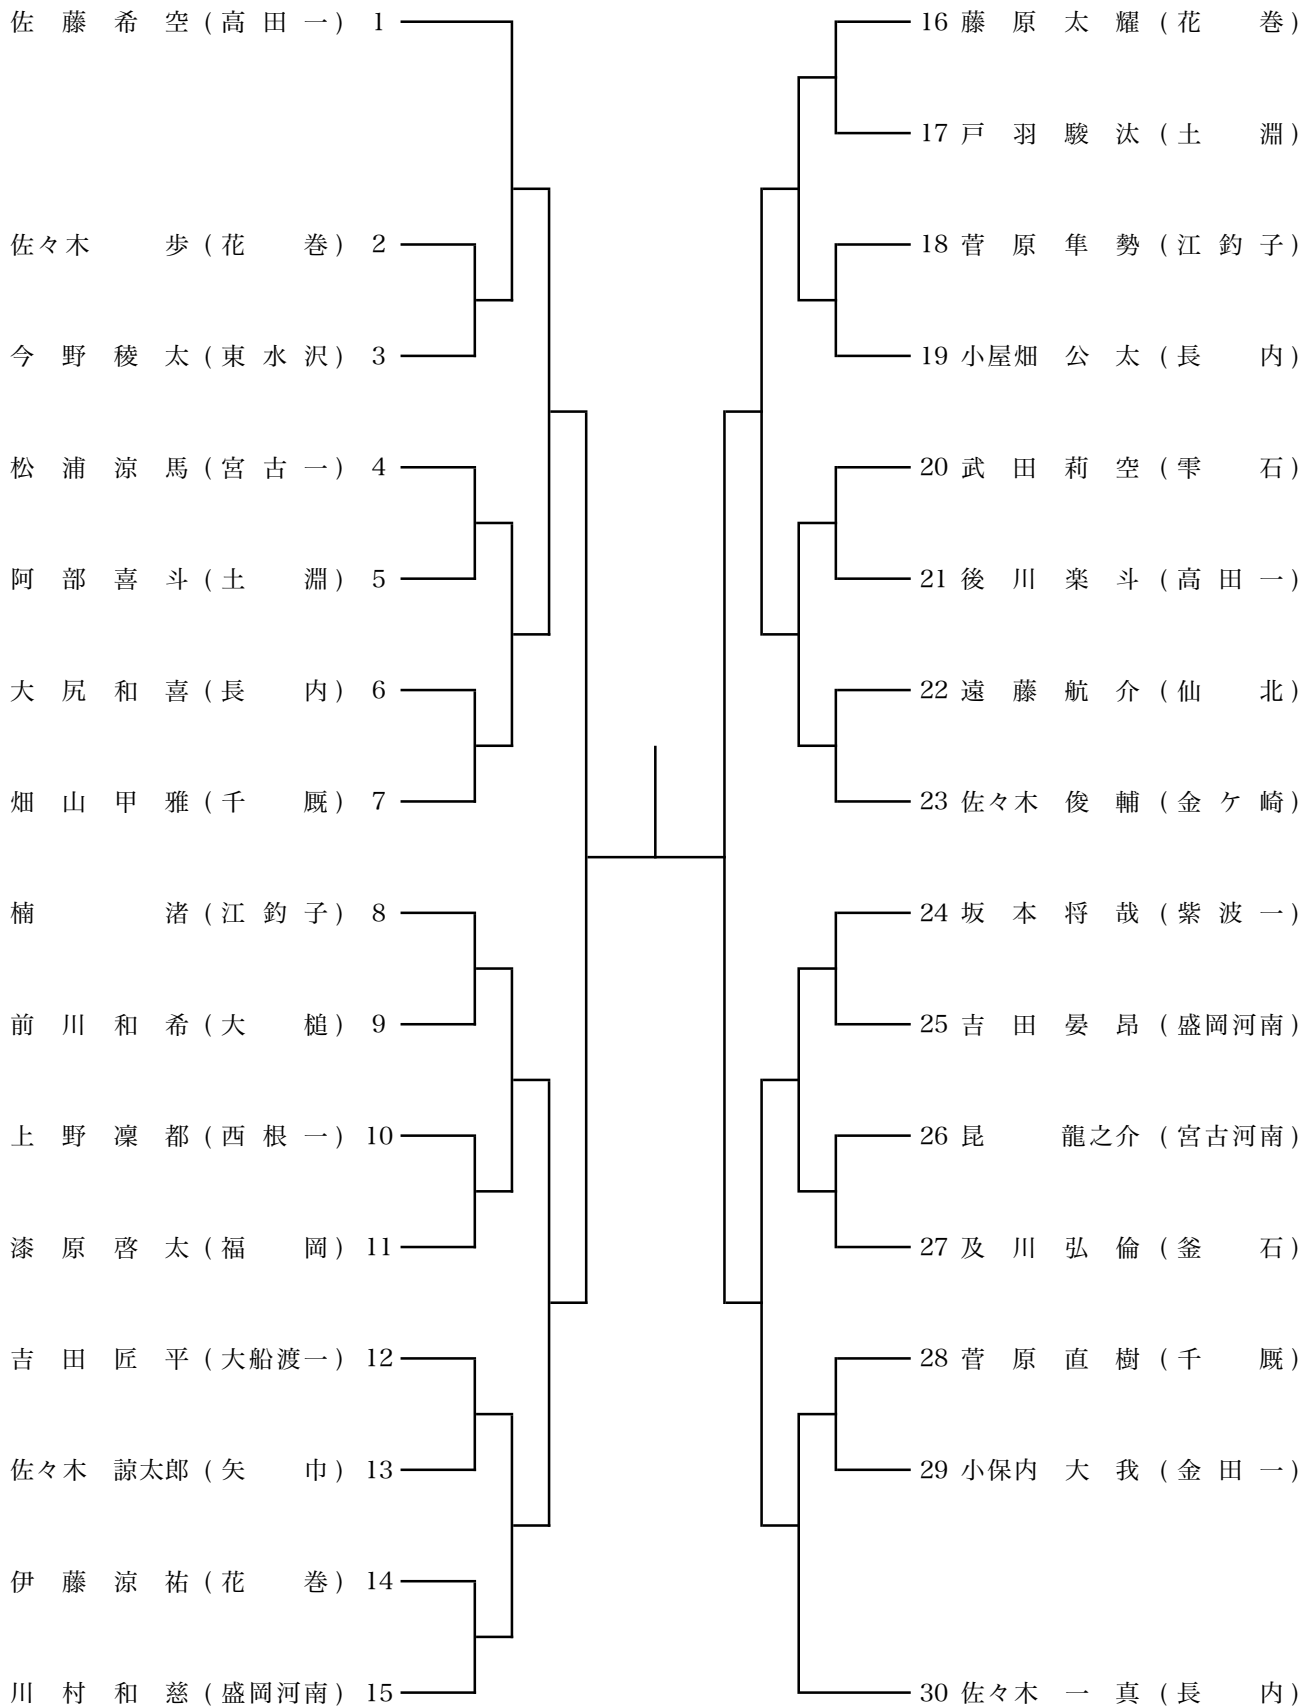 佐藤希空(高田一) 1
佐々木 歩(花巻) 2
今野稜太(東水沢) 3
松浦涼馬(宮古一) 4
阿部喜斗(土淵) 5
大尻和喜(長内) 6
畑山甲雅(千厩) 7
楠 渚(江釣子) 8
前川和希(大槌) 9
上野凜都(西根一) 10
漆原啓太(福岡) 11
吉田匠平(大船渡一) 12
佐々木 諒太郎(矢巾) 13
伊藤涼祐(花巻) 14
川村和慈(盛岡河南) 15
16 藤原太耀(花巻)
17 戸羽駿汰(土淵)
18 菅原隼勢(江釣子)
19 小屋畑 公太(長内)
20 武田莉空(雫石)
21 後川楽斗(高田一)
22 遠藤航介(仙北)
23 佐々木 俊輔(金ケ崎)
24 坂本将哉(紫波一)
25 吉田晏昂(盛岡河南)
26 昆 龍之介(宮古河南)
27 及川弘倫(釜石)
28 菅原直樹(千厩)
29 小保内 大我(金田一)
30 佐々木 一真(長内)